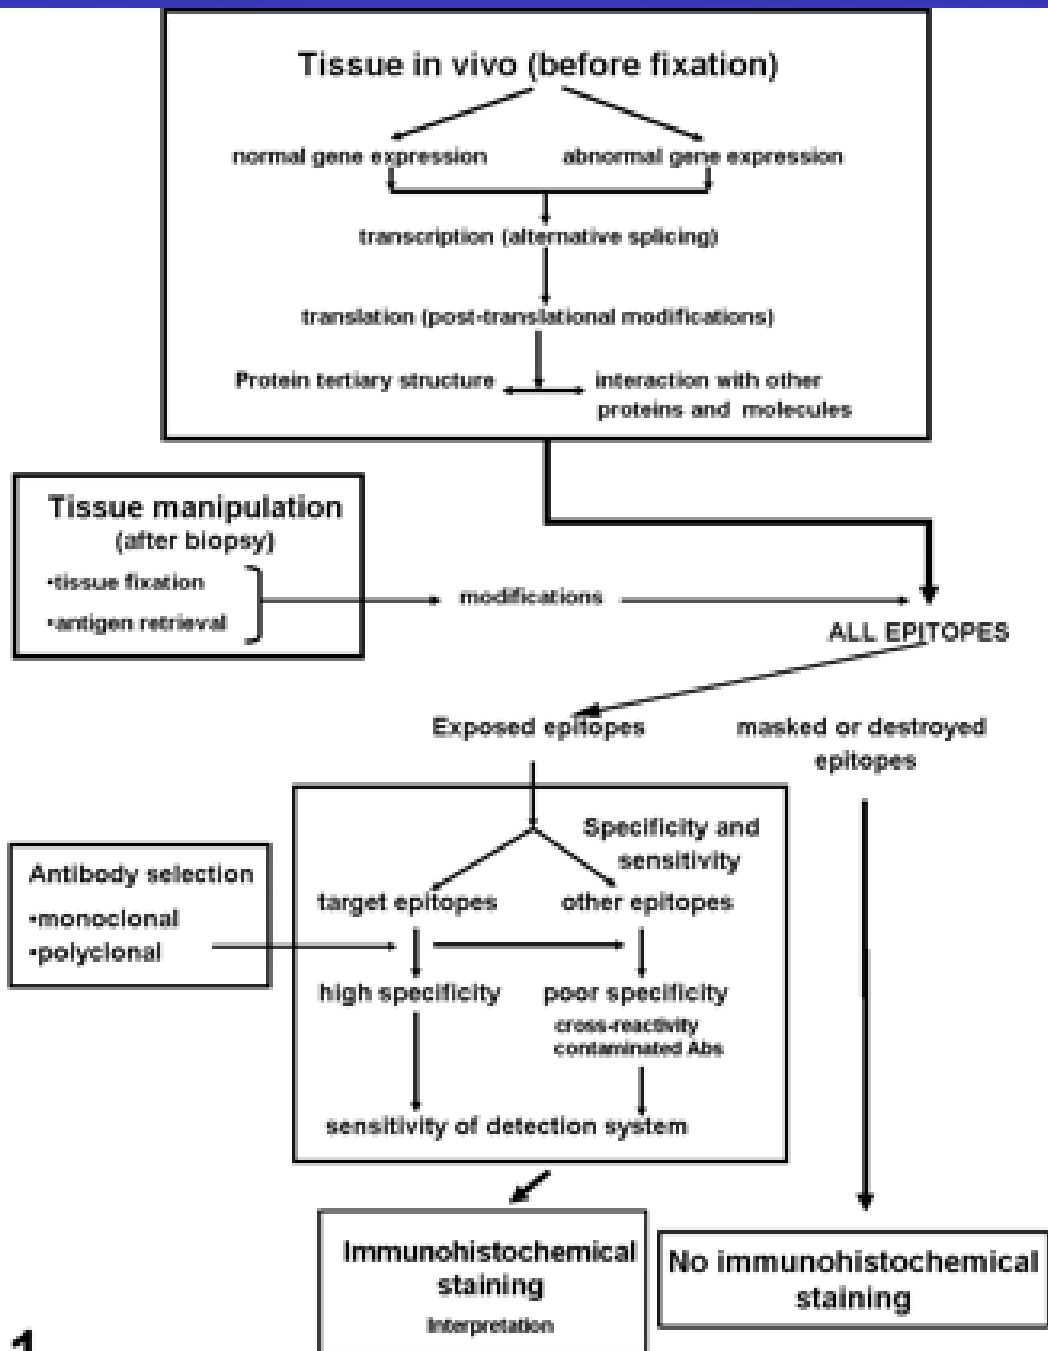 Tissue in vivo (before fixation)
normal gene expression
abnormal gene expression
transcription (alternative splicing)
translation (post-translational modifications)
Protein tertiary structure
interaction with other
proteins and molecules
Tissue manipulation
(after biopsy)
•tissue fixation
•antigen retrieval
modifications
ALL EPITOPES
Exposed epitopes
masked or destroyed
epitopes
Specificity and
sensitivity
Antibody selection
•monoclonal
•polyclonal
target epitopes
other epitopes
high specificity
poor specificity
cross-reactivity
contaminated Abs
sensitivity of detection system
Immunohistochemical
staining
Interpretation
No immunohistochemical
staining
1